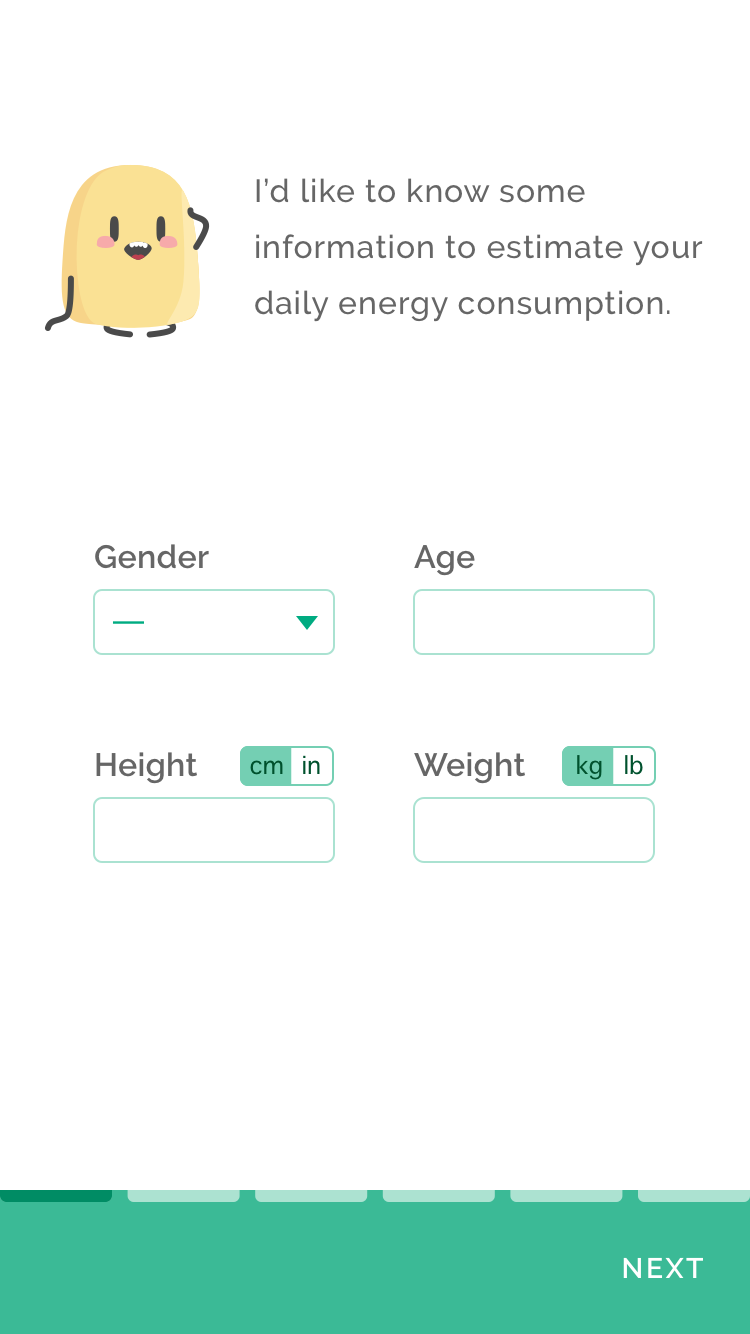 I’d like to know some
information to estimate your
daily energy consumption.
Gender
Age
—
Height
cm
in
Weight
kg
lb
NEXT